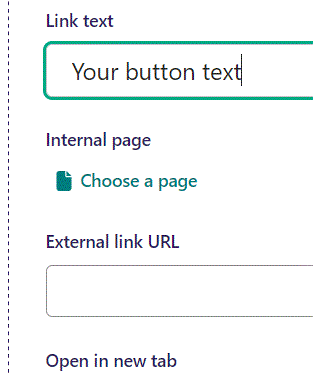 Link text
Your button text
Internal page
Choose a page
External link URL
Open in new tab